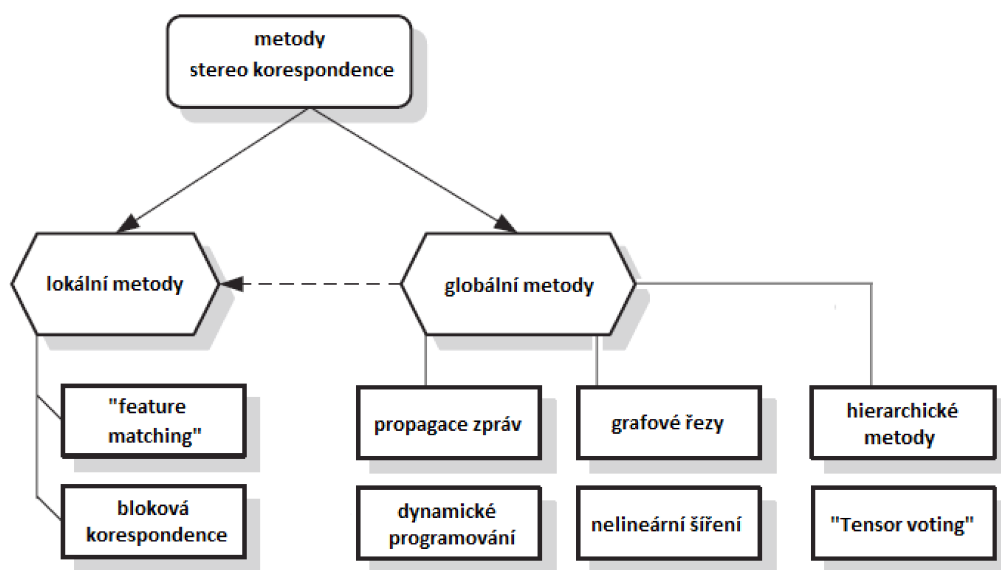 metody
stereo korespondence
lokální metody
globální metody
"feature
matching"
propagace zpráv
grafové řezy
hierarchické
metody
bloková
korespondence
dynamické
programování
nelineární šíření
"Tensor voting"